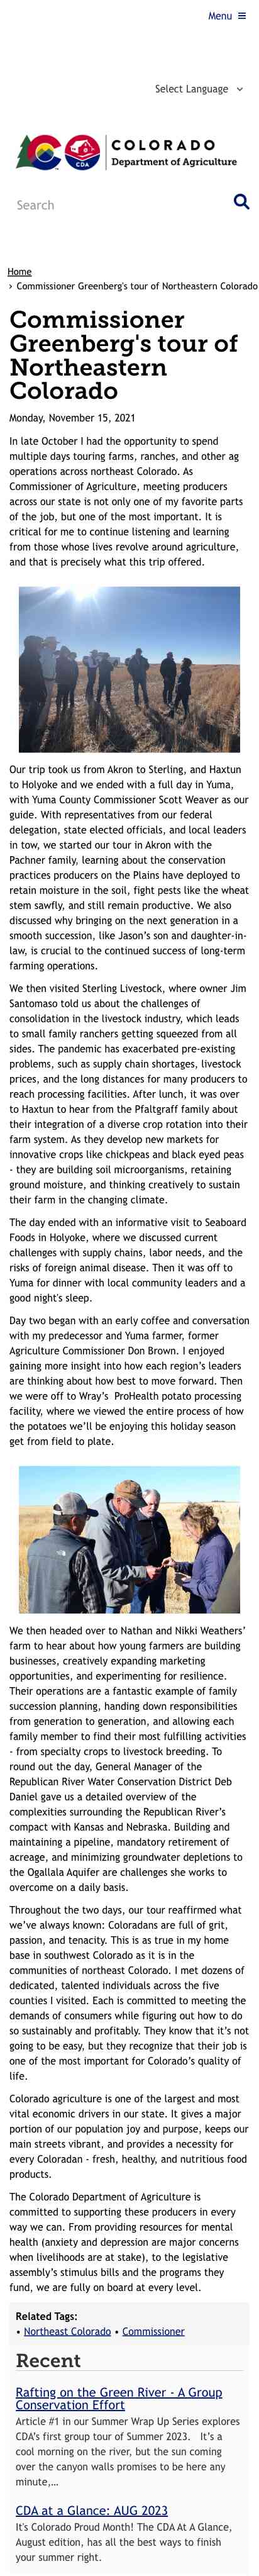 Menu
Select Language
COLORADO
Department of Agriculture
CO
CDA
Search
Home
› Commissioner Greenberg's tour of Northeastern Colorado
Commissioner
Greenberg's tour of
Northeastern
Colorado
Monday, November 15, 2021
In late October I had the opportunity to spend
multiple days touring farms, ranches, and other ag
operations across northeast Colorado. As
Commissioner of Agriculture, meeting producers
across our state is not only one of my favorite parts
of the job, but one of the most important. It is
critical for me to continue listening and learning
from those whose lives revolve around agriculture,
and that is precisely what this trip offered.
Our trip took us from Akron to Sterling, and Haxtun
to Holyoke and we ended with a full day in Yuma,
with Yuma County Commissioner Scott Weaver as our
guide. With representatives from our federal
delegation, state elected officials, and local leaders
in tow, we started our tour in Akron with the
Pachner family, learning about the conservation
practices producers on the Plains have deployed to
retain moisture in the soil, fight pests like the wheat
stem sawfly, and still remain productive. We also
discussed why bringing on the next generation in a
smooth succession, like Jason’s son and daughter-in-
law, is crucial to the continued success of long-term
farming operations.
We then visited Sterling Livestock, where owner Jim
Santomaso told us about the challenges of
consolidation in the livestock industry, which leads
to small family ranchers getting squeezed from all
sides. The pandemic has exacerbated pre-existing
problems, such as supply chain shortages, livestock
prices, and the long distances for many producers to
reach processing facilities. After lunch, it was over
to Haxtun to hear from the Pfaltgraff family about
their integration of a diverse crop rotation into their
farm system. As they develop new markets for
innovative crops like chickpeas and black eyed peas
- they are building soil microorganisms, retaining
ground moisture, and thinking creatively to sustain
their farm in the changing climate.
The day ended with an informative visit to Seaboard
Foods in Holyoke, where we discussed current
challenges with supply chains, labor needs, and the
risks of foreign animal disease. Then it was off to
Yuma for dinner with local community leaders and a
good night's sleep.
Day two began with an early coffee and conversation
with my predecessor and Yuma farmer, former
Agriculture Commissioner Don Brown. I enjoyed
gaining more insight into how each region’s leaders
are thinking about how best to move forward. Then
we were off to Wray’s  ProHealth potato processing
facility, where we viewed the entire process of how
the potatoes we’ll be enjoying this holiday season
get from field to plate.
We then headed over to Nathan and Nikki Weathers’
farm to hear about how young farmers are building
businesses, creatively expanding marketing
opportunities, and experimenting for resilience.
Their operations are a fantastic example of family
succession planning, handing down responsibilities
from generation to generation, and allowing each
family member to find their most fulfilling activities
- from specialty crops to livestock breeding. To
round out the day, General Manager of the
Republican River Water Conservation District Deb
Daniel gave us a detailed overview of the
complexities surrounding the Republican River’s
compact with Kansas and Nebraska. Building and
maintaining a pipeline, mandatory retirement of
acreage, and minimizing groundwater depletions to
the Ogallala Aquifer are challenges she works to
overcome on a daily basis.
Throughout the two days, our tour reaffirmed what
we’ve always known: Coloradans are full of grit,
passion, and tenacity. This is as true in my home
base in southwest Colorado as it is in the
communities of northeast Colorado. I met dozens of
dedicated, talented individuals across the five
counties I visited. Each is committed to meeting the
demands of consumers while figuring out how to do
so sustainably and profitably. They know that it’s not
going to be easy, but they recognize that their job is
one of the most important for Colorado’s quality of
life.
Colorado agriculture is one of the largest and most
vital economic drivers in our state. It gives a major
portion of our population joy and purpose, keeps our
main streets vibrant, and provides a necessity for
every Coloradan - fresh, healthy, and nutritious food
products.
The Colorado Department of Agriculture is
committed to supporting these producers in every
way we can. From providing resources for mental
health (anxiety and depression are major concerns
when livelihoods are at stake), to the legislative
assembly’s stimulus bills and the programs they
fund, we are fully on board at every level.
Related Tags:
• Northeast Colorado • Commissioner
Recent
Rafting on the Green River - A Group
Conservation Effort
Article #1 in our Summer Wrap Up Series explores
CDA’s first group tour of Summer 2023.   It’s a
cool morning on the river, but the sun coming
over the canyon walls promises to be here any
minute,…
CDA at a Glance: AUG 2023
It's Colorado Proud Month! The CDA At A Glance,
August edition, has all the best ways to finish
your summer right.